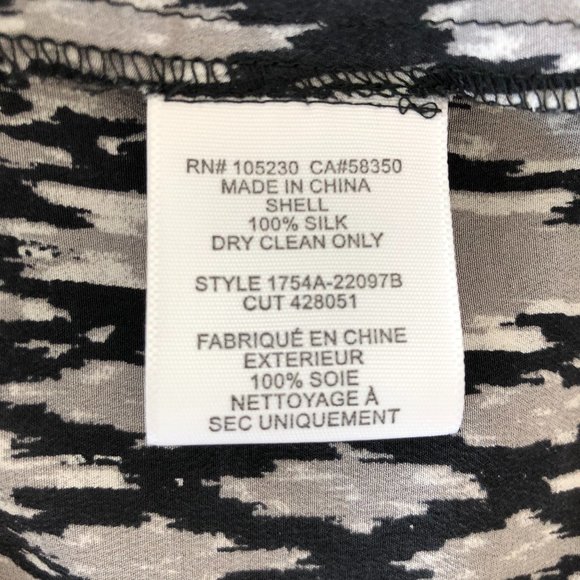 RN# 105230 CA#58350
MADE IN CHINA
SHELL
100% SILK
DRY CLEAN ONLY
STYLE 1754A-22097B
CUT 428051
FABRIQUÉ EN CHINE
EXTERIEUR
100% SOIE
NETTOYAGE À
SEC UNIQUEMENT